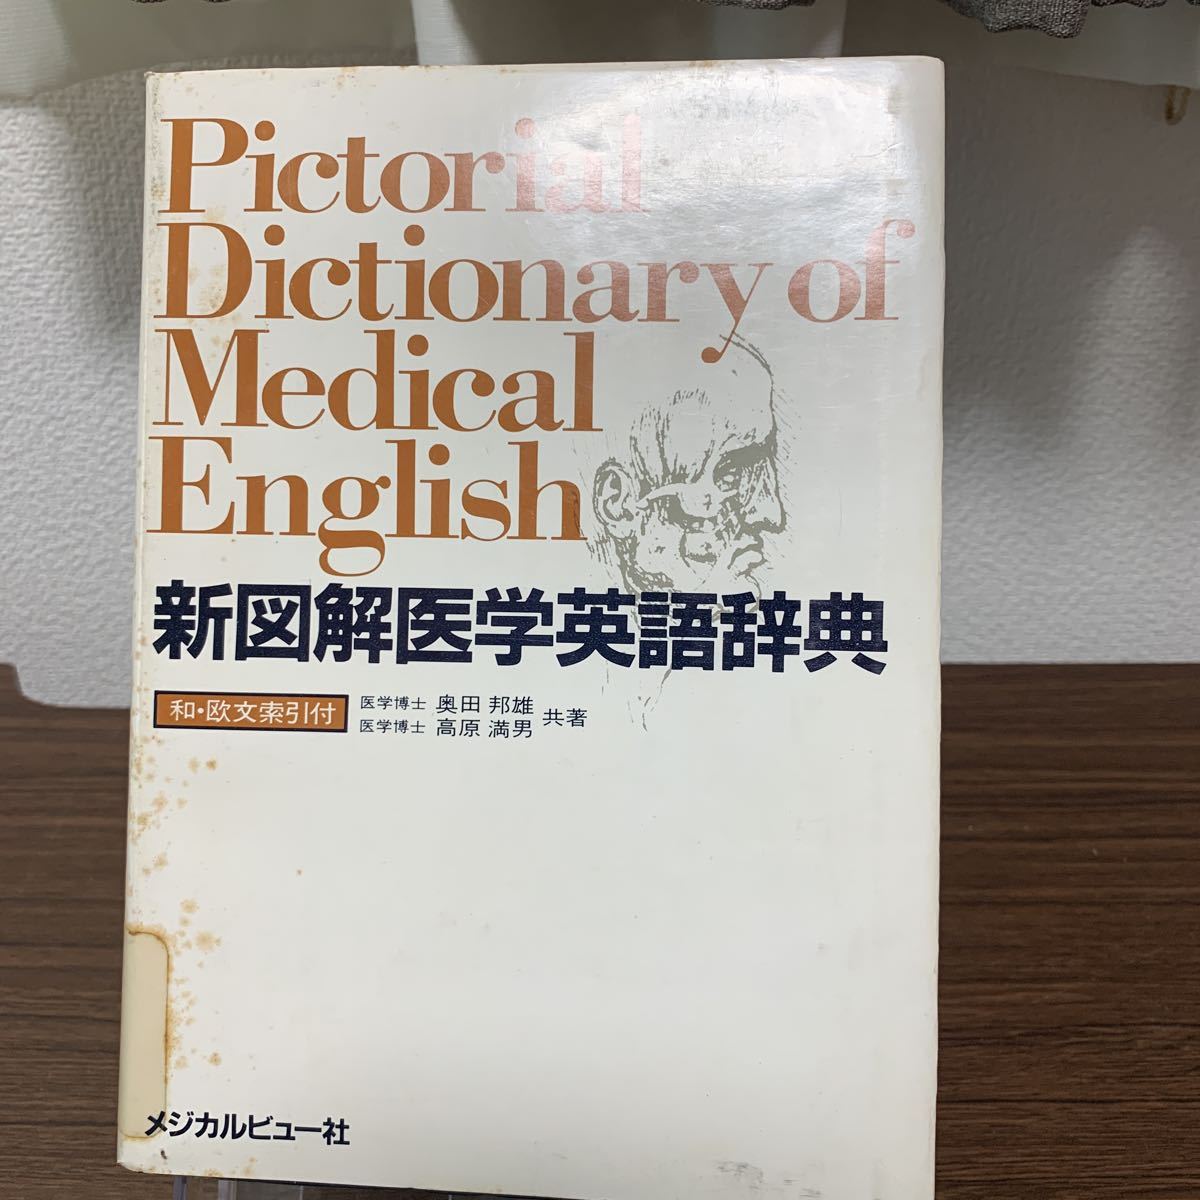 Pictorial
Dictionary of
Medical
English
新図解医学英語辞典
和・欧文索引付
医学博士 奥田 邦雄
医学博士 高原 満男 共著
メジカルビュー社